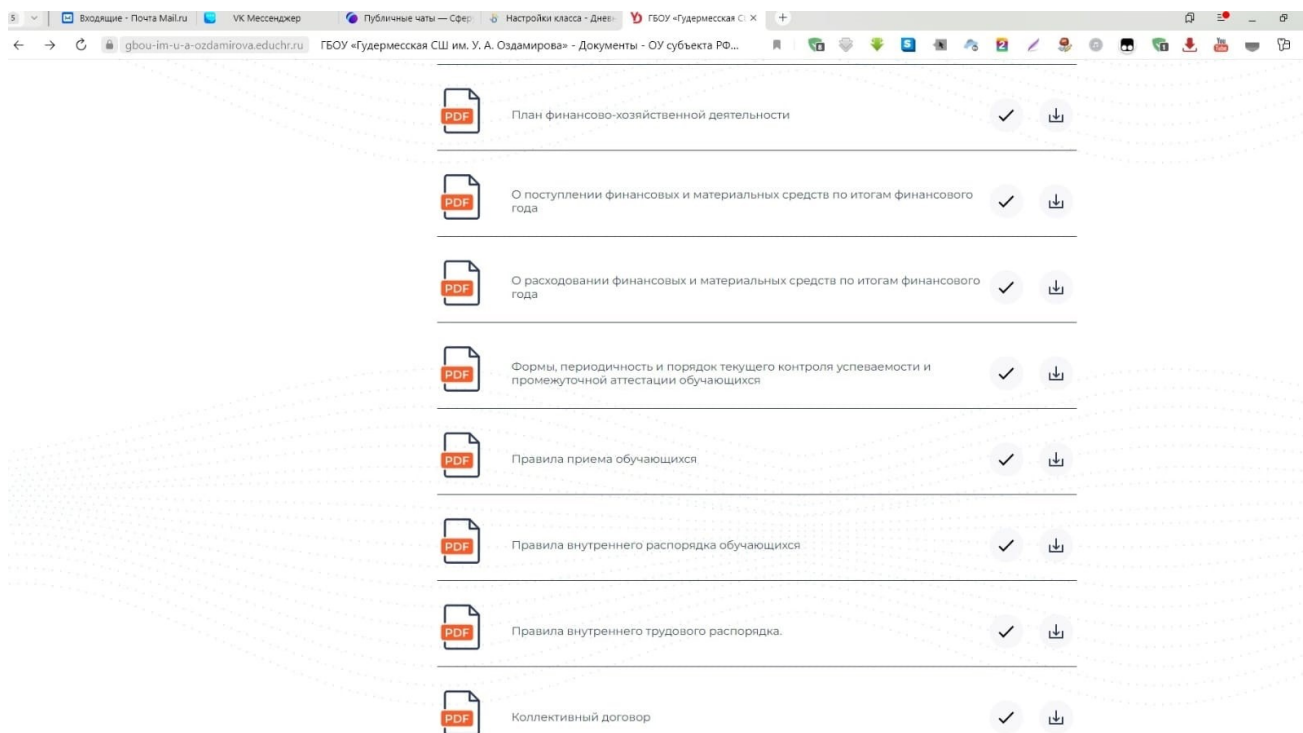 5
Входящие - Почта Mail.ru
VK Мессенджер
Публичные чаты — Сфер
Настройки класса - Днев
ГБОУ «Гудермесская С
gbou-im-u-a-ozdamirova.educhr.ru ГБОУ «Гудермесская СШ им. У. А. Оздамирова» - Документы - ОУ субъекта РФ...
PDF
План финансово-хозяйственной деятельности
PDF
О поступлении финансовых и материальных средств по итогам финансового
года
PDF
О расходовании финансовых и материальных средств по итогам финансового
года
PDF
Формы, периодичность и порядок текущего контроля успеваемости и
промежуточной аттестации обучающихся
PDF
Правила приема обучающихся
PDF
Правила внутреннего распорядка обучающихся
PDF
Правила внутреннего трудового распорядка.
PDF
Коллективный договор